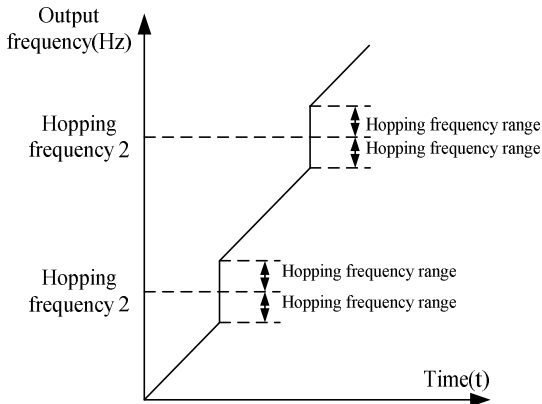 Output
frequency(Hz)
Hopping
frequency 2
Hopping frequency range
Hopping frequency range
Hopping
frequency 2
Hopping frequency range
Hopping frequency range
Time(t)